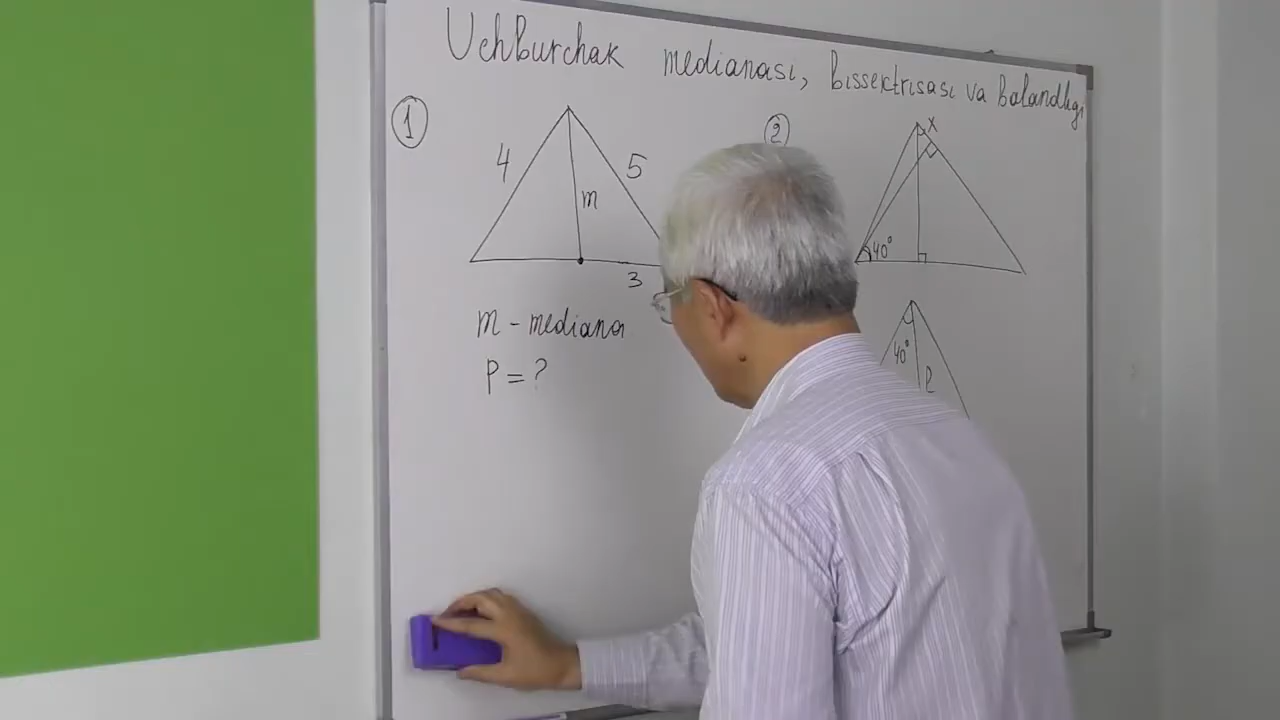 Uchburchak medianasi, bissektrisasi va balandligi
1
4
5
m
3
m - mediana
P = ?
2
x
40°
40°
l